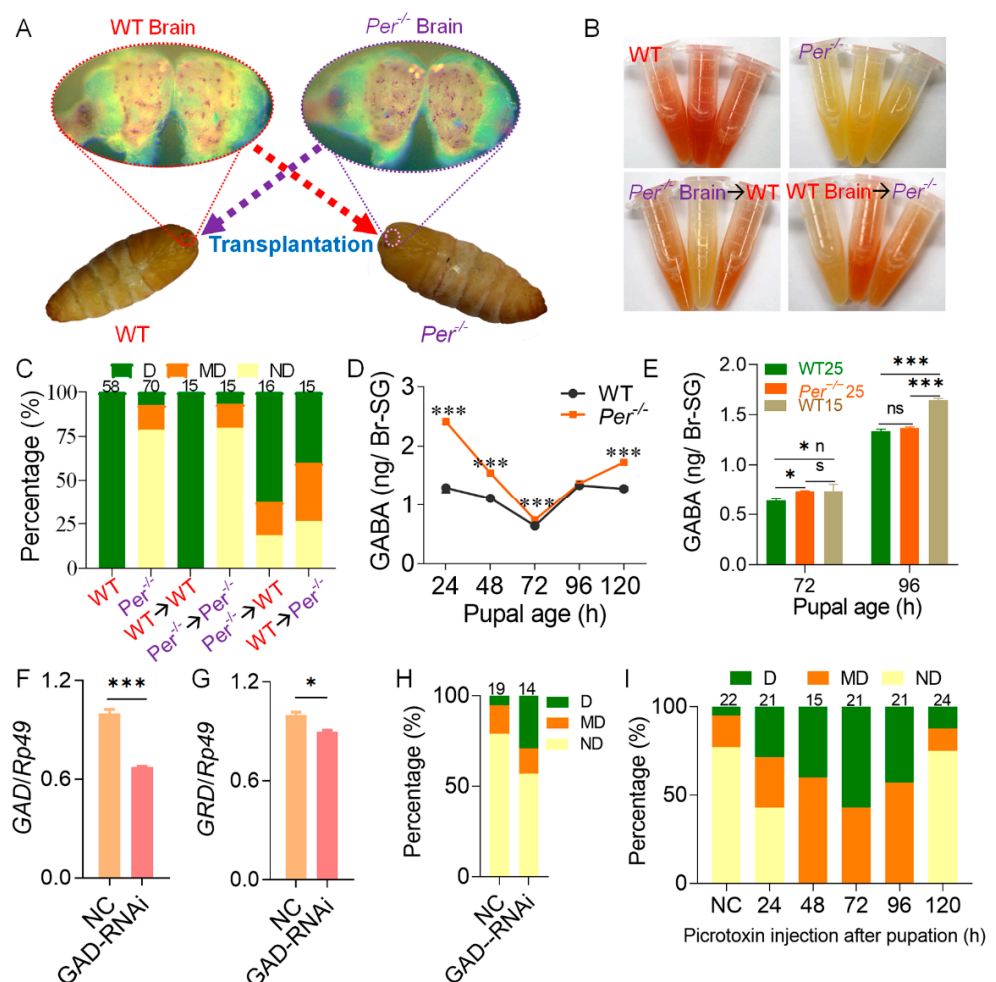 A
WT Brain
Per-/- Brain
Transplantation
WT
Per-/-
B
WT
Per-/-
Per-/- Brain→WT
WT Brain→Per-/-
C
D MD ND
Percentage (%)
100
75
50
25
0
58 70 15 15 16 15
WT
Per-/-
WT→WT
Per-/-→Per-/-
Per-/-→WT
WT→Per-/-
D
GABA (ng/ Br-SG)
3
2
1
0
WT
Per-/-
*** *** *** ***
24 48 72 96 120
Pupal age (h)
E
GABA (ng/ Br-SG)
2.0
1.5
1.0
0.5
0.0
WT25
Per-/- 25
WT15
* n
* s
***
ns ***
72 96
Pupal age (h)
F
GAD/Rp49
1.2
0.6
0.0
***
NC
GAD-RNAi
G
GRD/Rp49
1.2
0.6
0.0
*
NC
GAD-RNAi
H
Percentage (%)
100
50
0
19 14
D
MD
ND
NC
GAD--RNAi
I
D MD ND
Percentage (%)
100
50
0
22 21 15 21 21 24
NC 24 48 72 96 120
Picrotoxin injection after pupation (h)